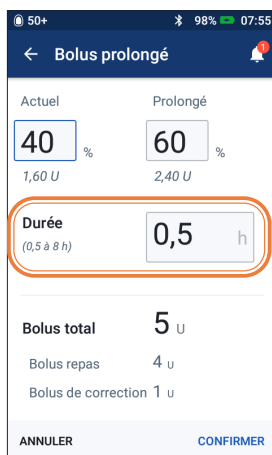 50+ 98% 07:55
← Bolus prolongé 1
Actuel Prolongé
40 % 60 %
1,60 U 2,40 U
Durée
(0,5 à 8 h) 0,5 h
Bolus total 5 U
Bolus repas 4 U
Bolus de correction 1 U
ANNULER CONFIRMER